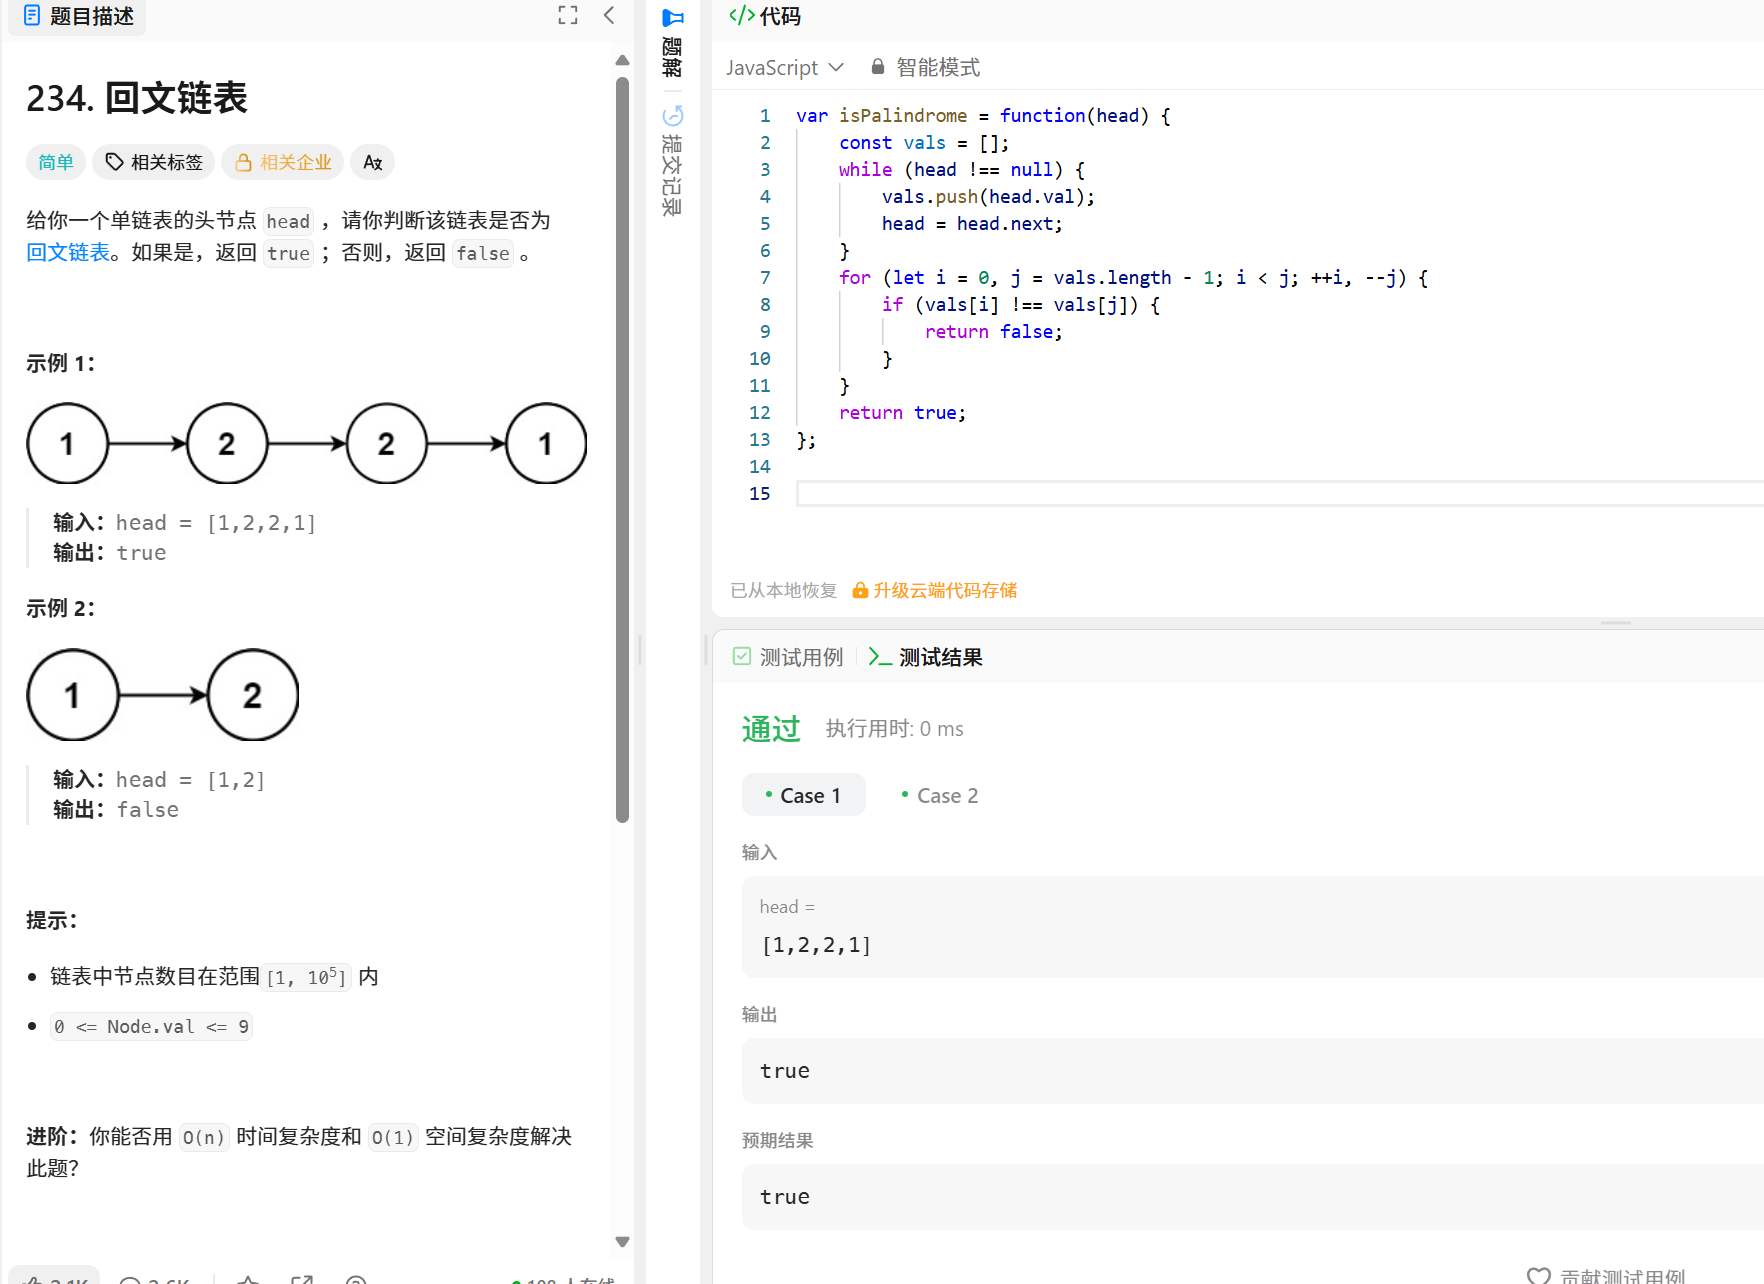 题目描述
234. 回文链表
简单 相关标签 相关企业
给你一个单链表的头节点 head ，请你判断该链表是否为
回文链表。如果是，返回 true ；否则，返回 false 。
示例 1：
1 2 2 1
输入：head = [1,2,2,1]
输出：true
示例 2：
1 2
输入：head = [1,2]
输出：false
提示：
链表中节点数目在范围[1, 10⁵] 内
0 <= Node.val <= 9
进阶：你能否用 O(n) 时间复杂度和 O(1) 空间复杂度解决
此题？
题解
提交记录
</> 代码
JavaScript 智能模式
1 var isPalindrome = function(head) {
2 const vals = [];
3 while (head !== null) {
4 vals.push(head.val);
5 head = head.next;
6 }
7 for (let i = 0, j = vals.length - 1; i < j; ++i, --j) {
8 if (vals[i] !== vals[j]) {
9 return false;
10 }
11 }
12 return true;
13 };
14
15
已从本地恢复 升级云端代码存储
测试用例 测试结果
通过 执行用时: 0 ms
Case 1 Case 2
输入
head =
[1,2,2,1]
输出
true
预期结果
true
贡献测试用例